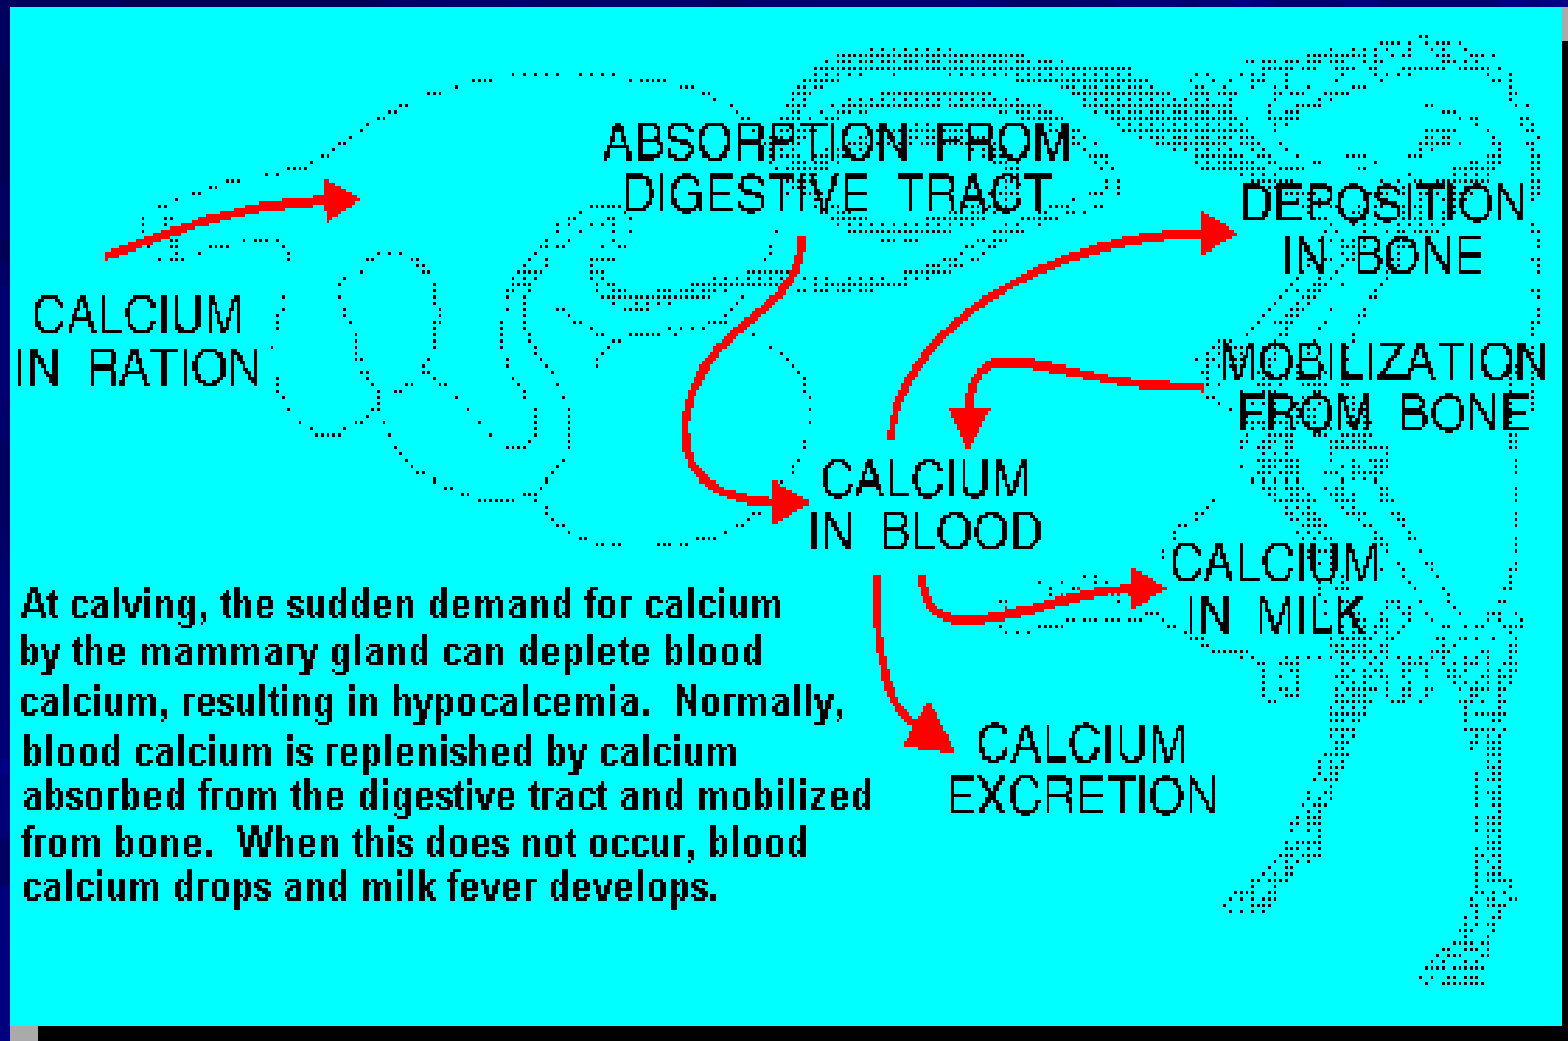 ABSORPTION FROM
DIGESTIVE TRACT
DEPOSITION
IN BONE
CALCIUM
IN RATION
MOBILIZATION
FROM BONE
CALCIUM
IN BLOOD
CALCIUM
IN MILK
CALCIUM
EXCRETION
At calving, the sudden demand for calcium
by the mammary gland can deplete blood
calcium, resulting in hypocalcemia.  Normally,
blood calcium is replenished by calcium
absorbed from the digestive tract and mobilized
from bone.  When this does not occur, blood
calcium drops and milk fever develops.